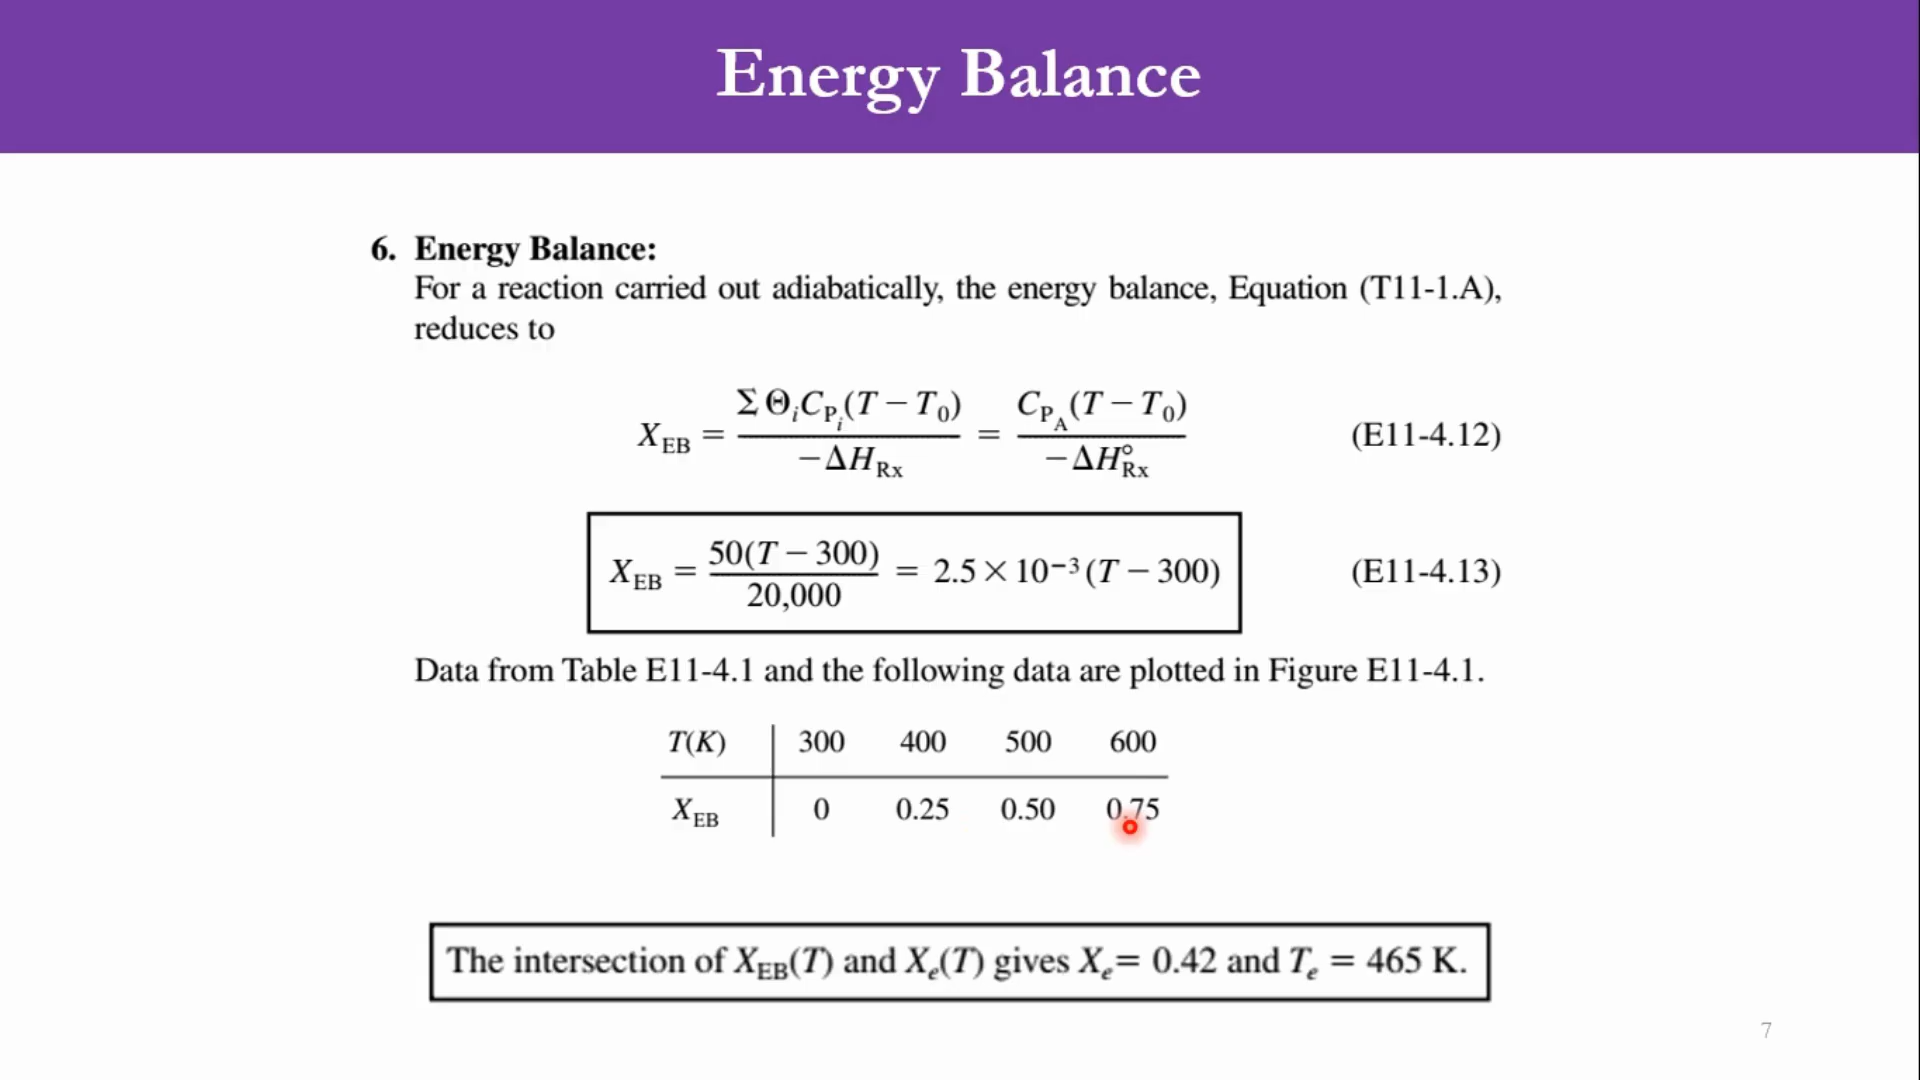 Energy Balance
6. Energy Balance:
For a reaction carried out adiabatically, the energy balance, Equation (T11-1.A),
reduces to
X_EB = ΣΘ_i C_P_i (T − T_0) / −ΔH_Rx = C_P_A (T − T_0) / −ΔH°_Rx (E11-4.12)
X_EB = 50(T − 300) / 20,000 = 2.5 × 10⁻³ (T − 300) (E11-4.13)
Data from Table E11-4.1 and the following data are plotted in Figure E11-4.1.
T(K) 300 400 500 600
X_EB 0 0.25 0.50 0.75
The intersection of X_EB(T) and X_e(T) gives X_e = 0.42 and T_e = 465 K.
7